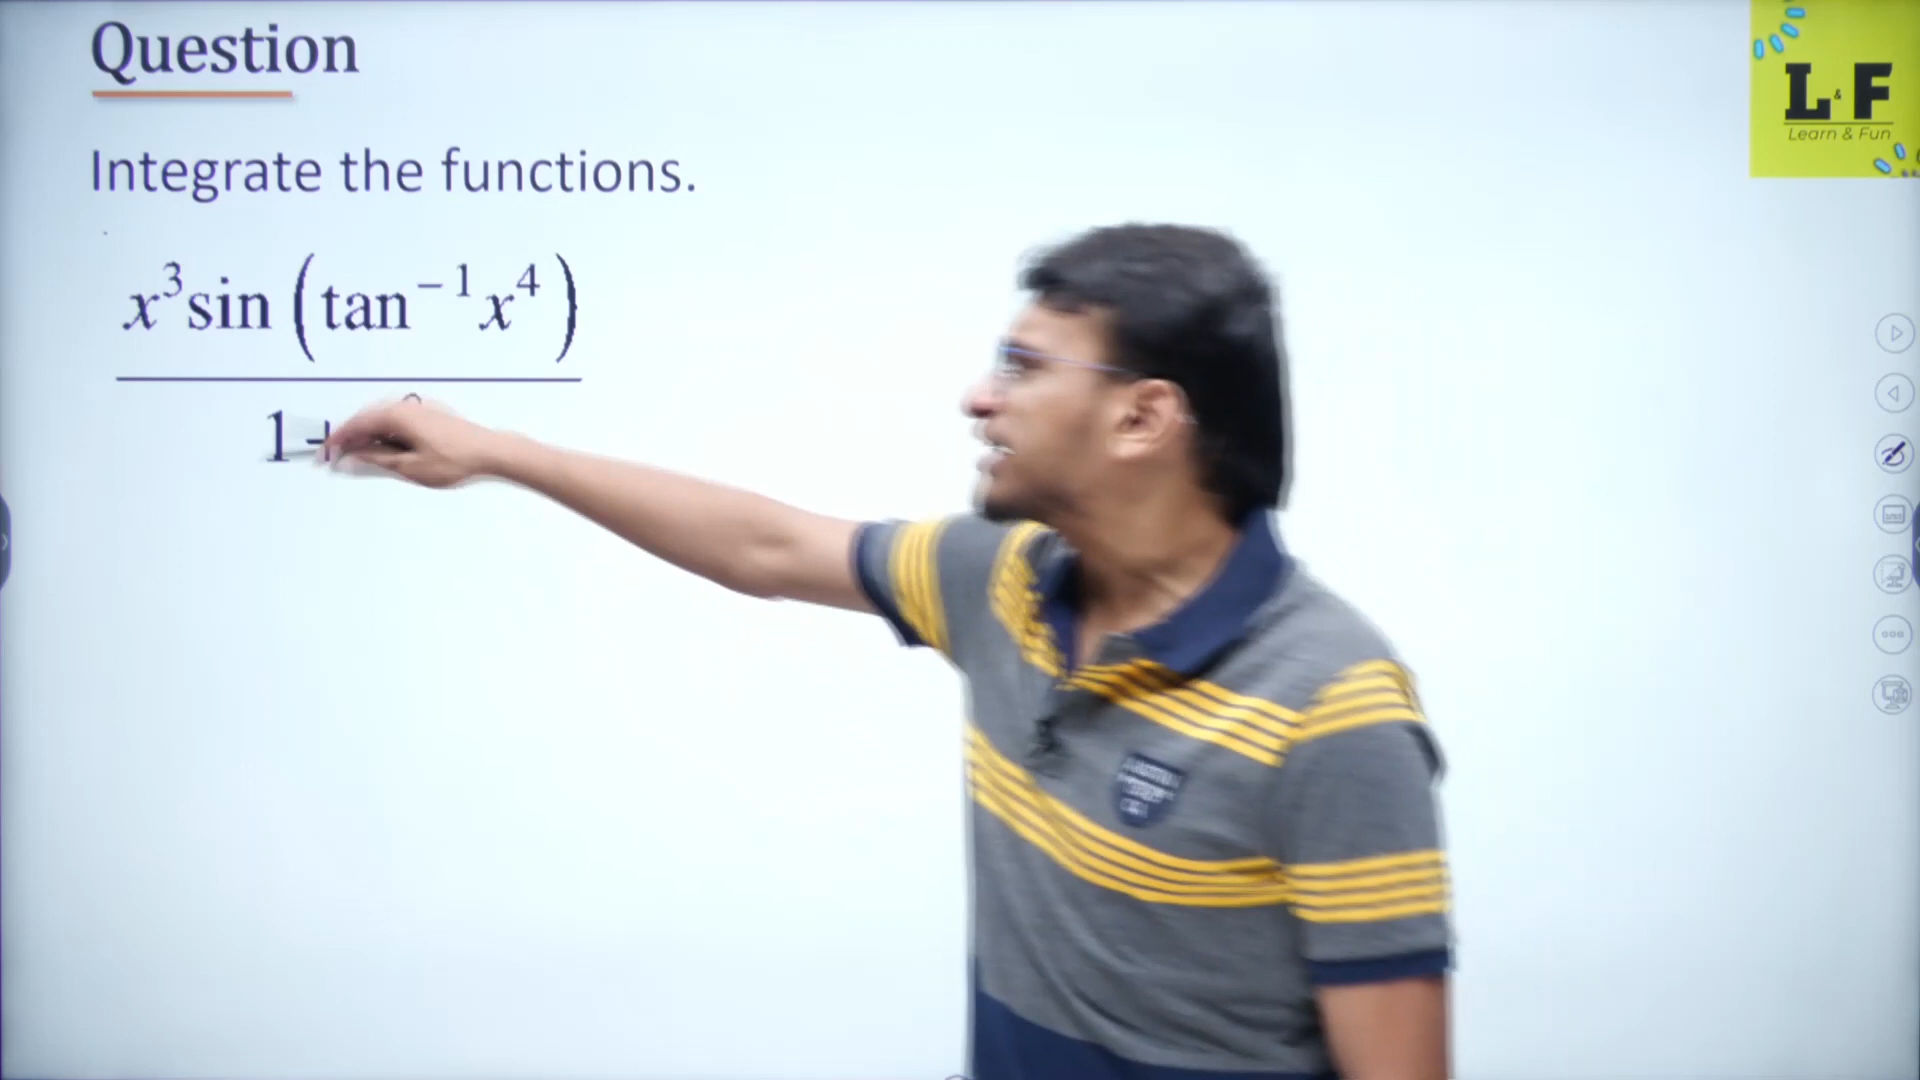 Question
Integrate the functions.
x³sin (tan⁻¹x⁴)
1+
L&F
Learn & Fun